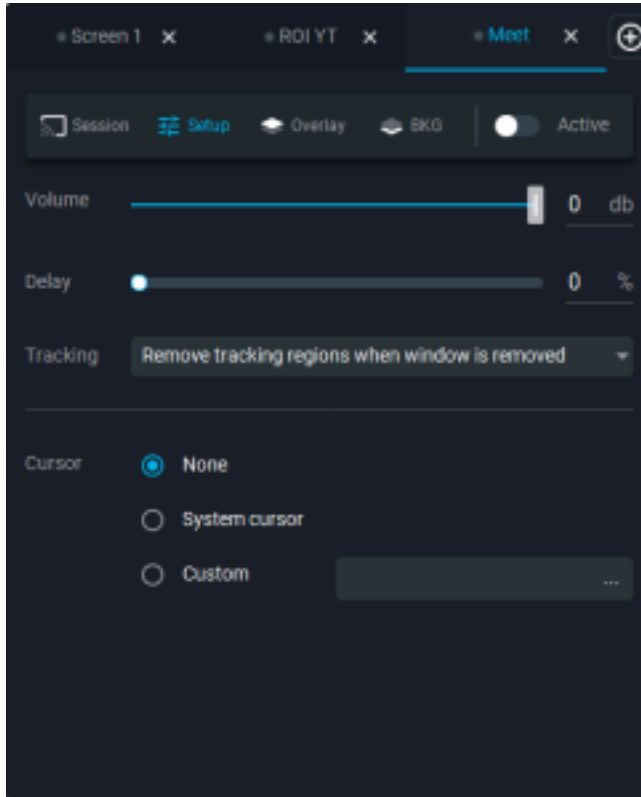 Screen 1 ROI YT Meet
Session Setup Overlay BKG Active
Volume 0 db
Delay 0 %
Tracking Remove tracking regions when window is removed
Cursor None
System cursor
Custom ...